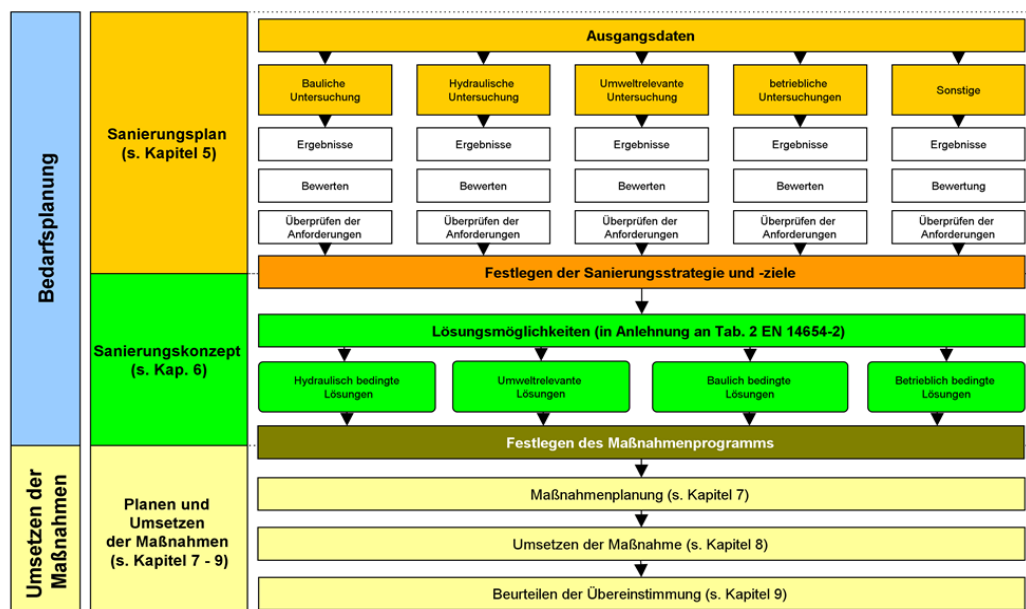 Bedarfsplanung
Umsetzen der
Maßnahmen
Sanierungsplan
(s. Kapitel 5)
Sanierungskonzept
(s. Kap. 6)
Planen und
Umsetzen
der Maßnahmen
(s. Kapitel 7 - 9)
Ausgangsdaten
Bauliche
Untersuchung
Hydraulische
Untersuchung
Umweltrelevante
Untersuchung
betriebliche
Untersuchungen
Sonstige
Ergebnisse
Ergebnisse
Ergebnisse
Ergebnisse
Ergebnisse
Bewerten
Bewerten
Bewerten
Bewerten
Bewertung
Überprüfen der
Anforderungen
Überprüfen der
Anforderungen
Überprüfen der
Anforderungen
Überprüfen der
Anforderungen
Überprüfen der
Anforderungen
Festlegen der Sanierungsstrategie und -ziele
Lösungsmöglichkeiten (in Anlehnung an Tab. 2 EN 14654-2)
Hydraulisch bedingte
Lösungen
Umweltrelevante
Lösungen
Baulich bedingte
Lösungen
Betrieblich bedingte
Lösungen
Festlegen des Maßnahmenprogramms
Maßnahmenplanung (s. Kapitel 7)
Umsetzen der Maßnahme (s. Kapitel 8)
Beurteilen der Übereinstimmung (s. Kapitel 9)